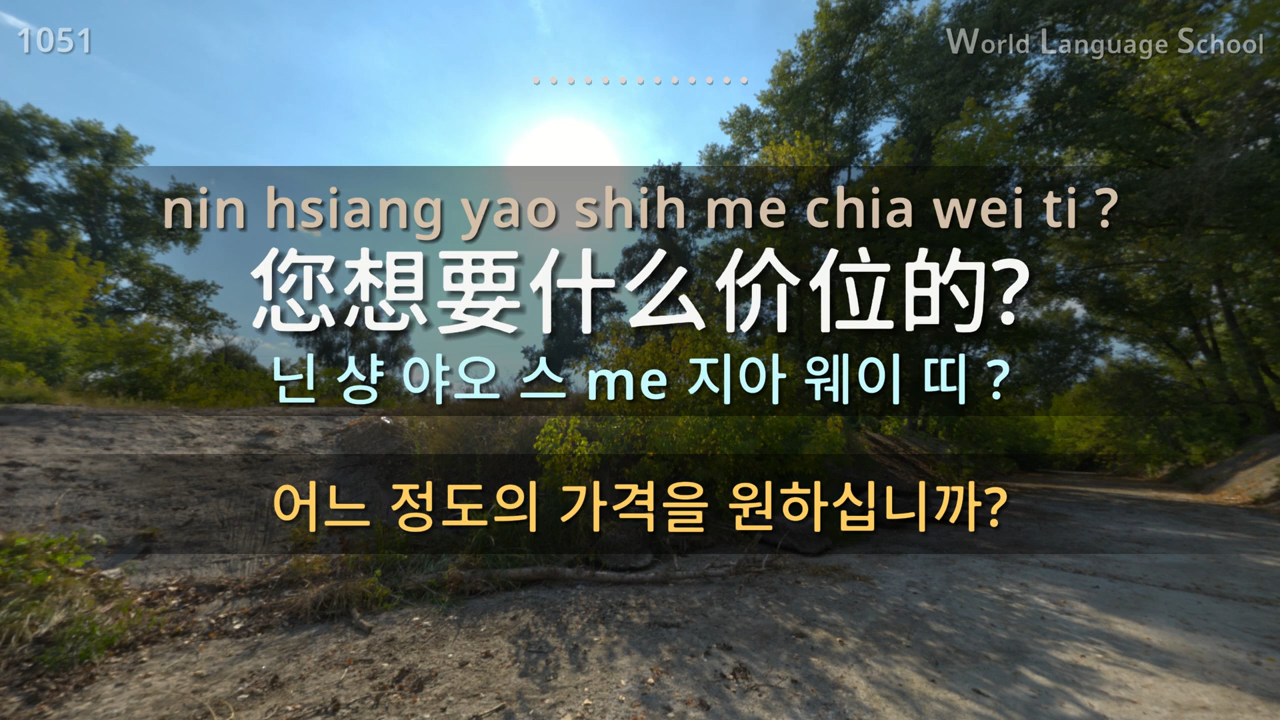 1051
World Language School
nin hsiang yao shih me chia wei ti ?
您想要什么价位的?
닌 샹 야오 스 me 지아 웨이 띠 ?
어느 정도의 가격을 원하십니까?